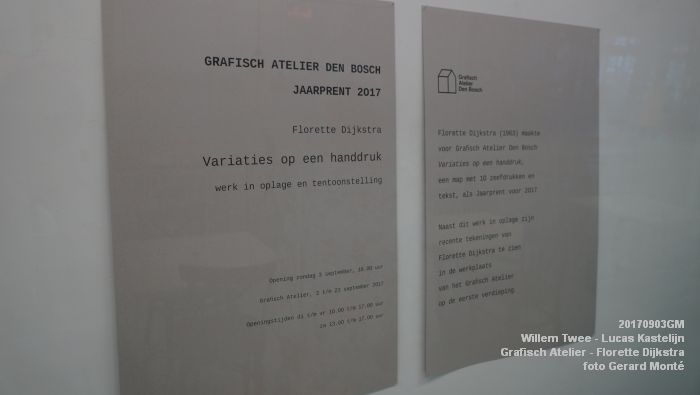 GRAFISCH ATELIER DEN BOSCH
JAARPRENT 2017
Florette Dijkstra
Variaties op een handdruk
werk in oplage en tentoonstelling
Opening zondag 3 september, 16.00 uur
Grafisch Atelier, 3 t/m 23 september 2017
Openingstijden di t/m vr 10.00 t/m 17.00 uur
za 13.00 t/m 17.00 uur
Grafisch
Atelier
Den Bosch
Florette Dijkstra (1963) maakte
voor Grafisch Atelier Den Bosch
Variaties op een handdruk,
een map met 10 zeefdrukken en
tekst, als Jaarprent voor 2017
Naast dit werk in oplage zijn
recente tekeningen van
Florette Dijkstra te zien
in de werkplaats
van het Grafisch Atelier
op de eerste verdieping
20170903GM
Willem Twee - Lucas Kastelijn
Grafisch Atelier - Florette Dijkstra
foto Gerard Monté